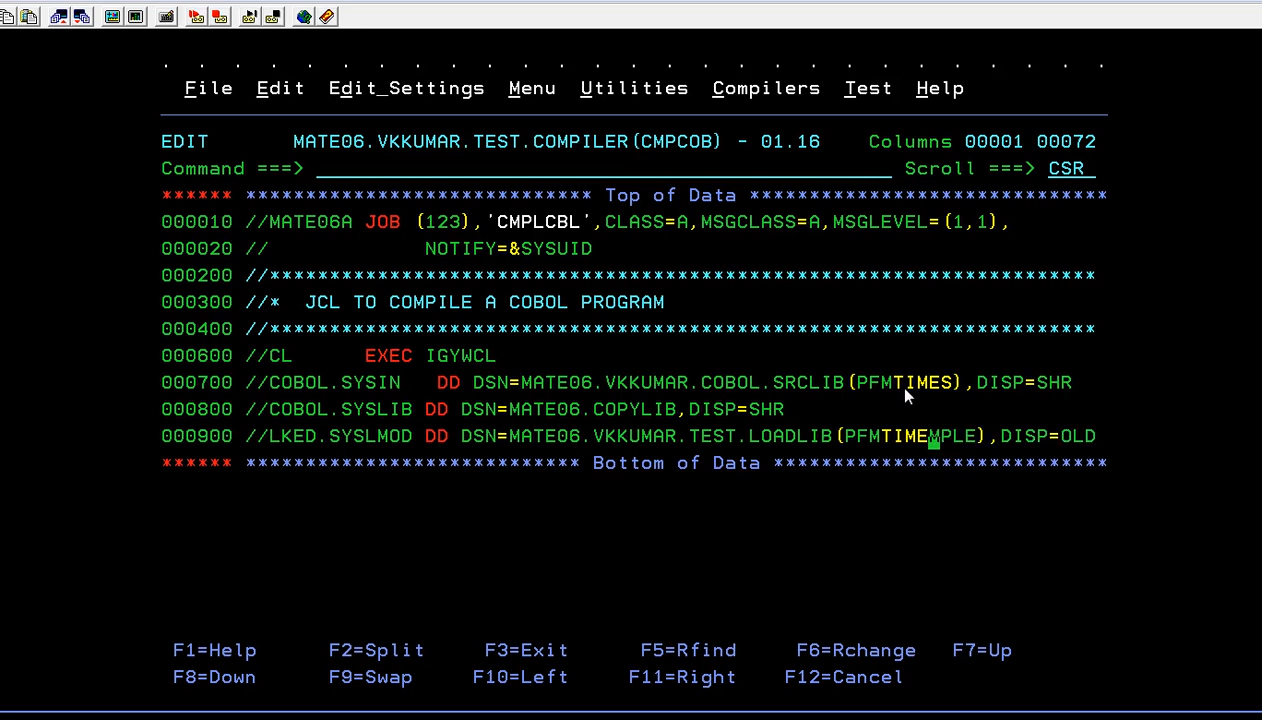 . . . . . . . . . . . . . . . . . . . . . . . . . . .
File Edit Edit_Settings Menu Utilities Compilers Test Help
EDIT MATE06.VKKUMAR.TEST.COMPILER(CMPCOB) - 01.16 Columns 00001 00072
Command ===> Scroll ===> CSR
****** ***************************** Top of Data ******************************
000010 //MATE06A JOB (123),'CMPLCBL',CLASS=A,MSGCLASS=A,MSGLEVEL=(1,1),
000020 // NOTIFY=&SYSUID
000200 //*********************************************************************
000300 //* JCL TO COMPILE A COBOL PROGRAM
000400 //*********************************************************************
000600 //CL EXEC IGYWCL
000700 //COBOL.SYSIN DD DSN=MATE06.VKKUMAR.COBOL.SRCLIB(PFMTIMES),DISP=SHR
000800 //COBOL.SYSLIB DD DSN=MATE06.COPYLIB,DISP=SHR
000900 //LKED.SYSLMOD DD DSN=MATE06.VKKUMAR.TEST.LOADLIB(PFMTIMEMPLE),DISP=OLD
****** **************************** Bottom of Data ****************************
F1=Help F2=Split F3=Exit F5=Rfind F6=Rchange F7=Up
F8=Down F9=Swap F10=Left F11=Right F12=Cancel